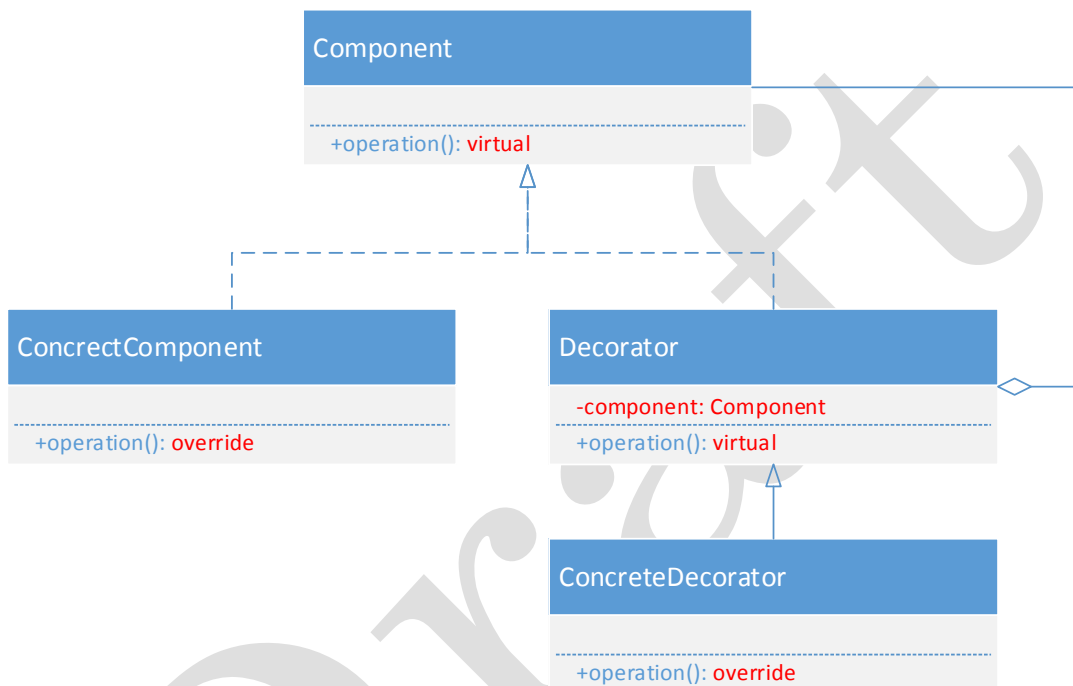 Component
+operation(): virtual
ConcrectComponent
+operation(): override
Decorator
-component: Component
+operation(): virtual
ConcreteDecorator
+operation(): override